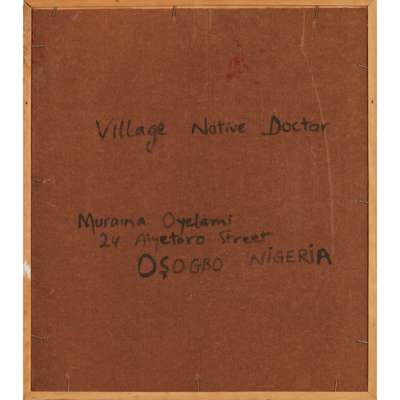 Village Native Doctor
Muraina Oyelami
24 Aiyetoro Street
OṢOGBO NIGERIA